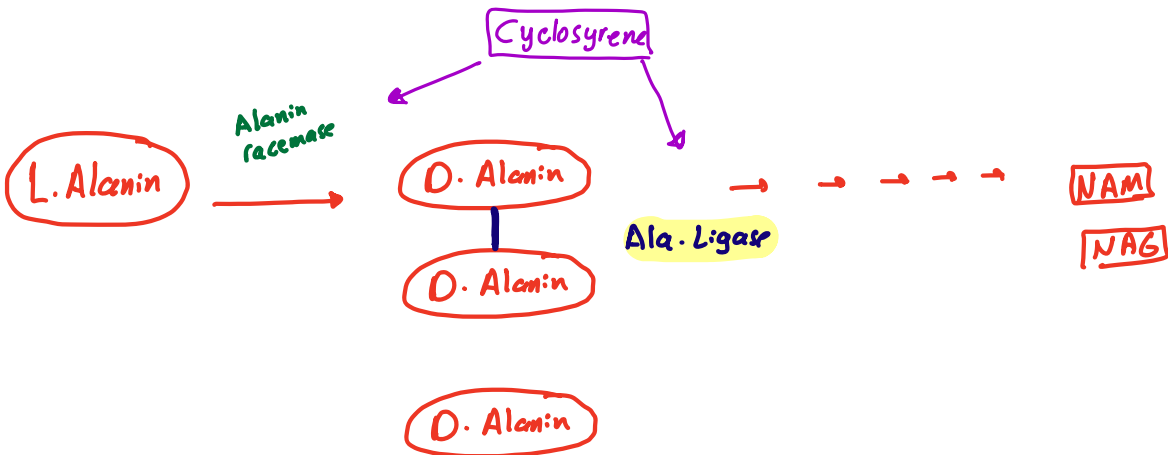 Cyclosyrene
Alanin
racemase
L. Alanin
D. Alanin
Ala. Ligase
D. Alanin
NAM
NAG
D. Alanin